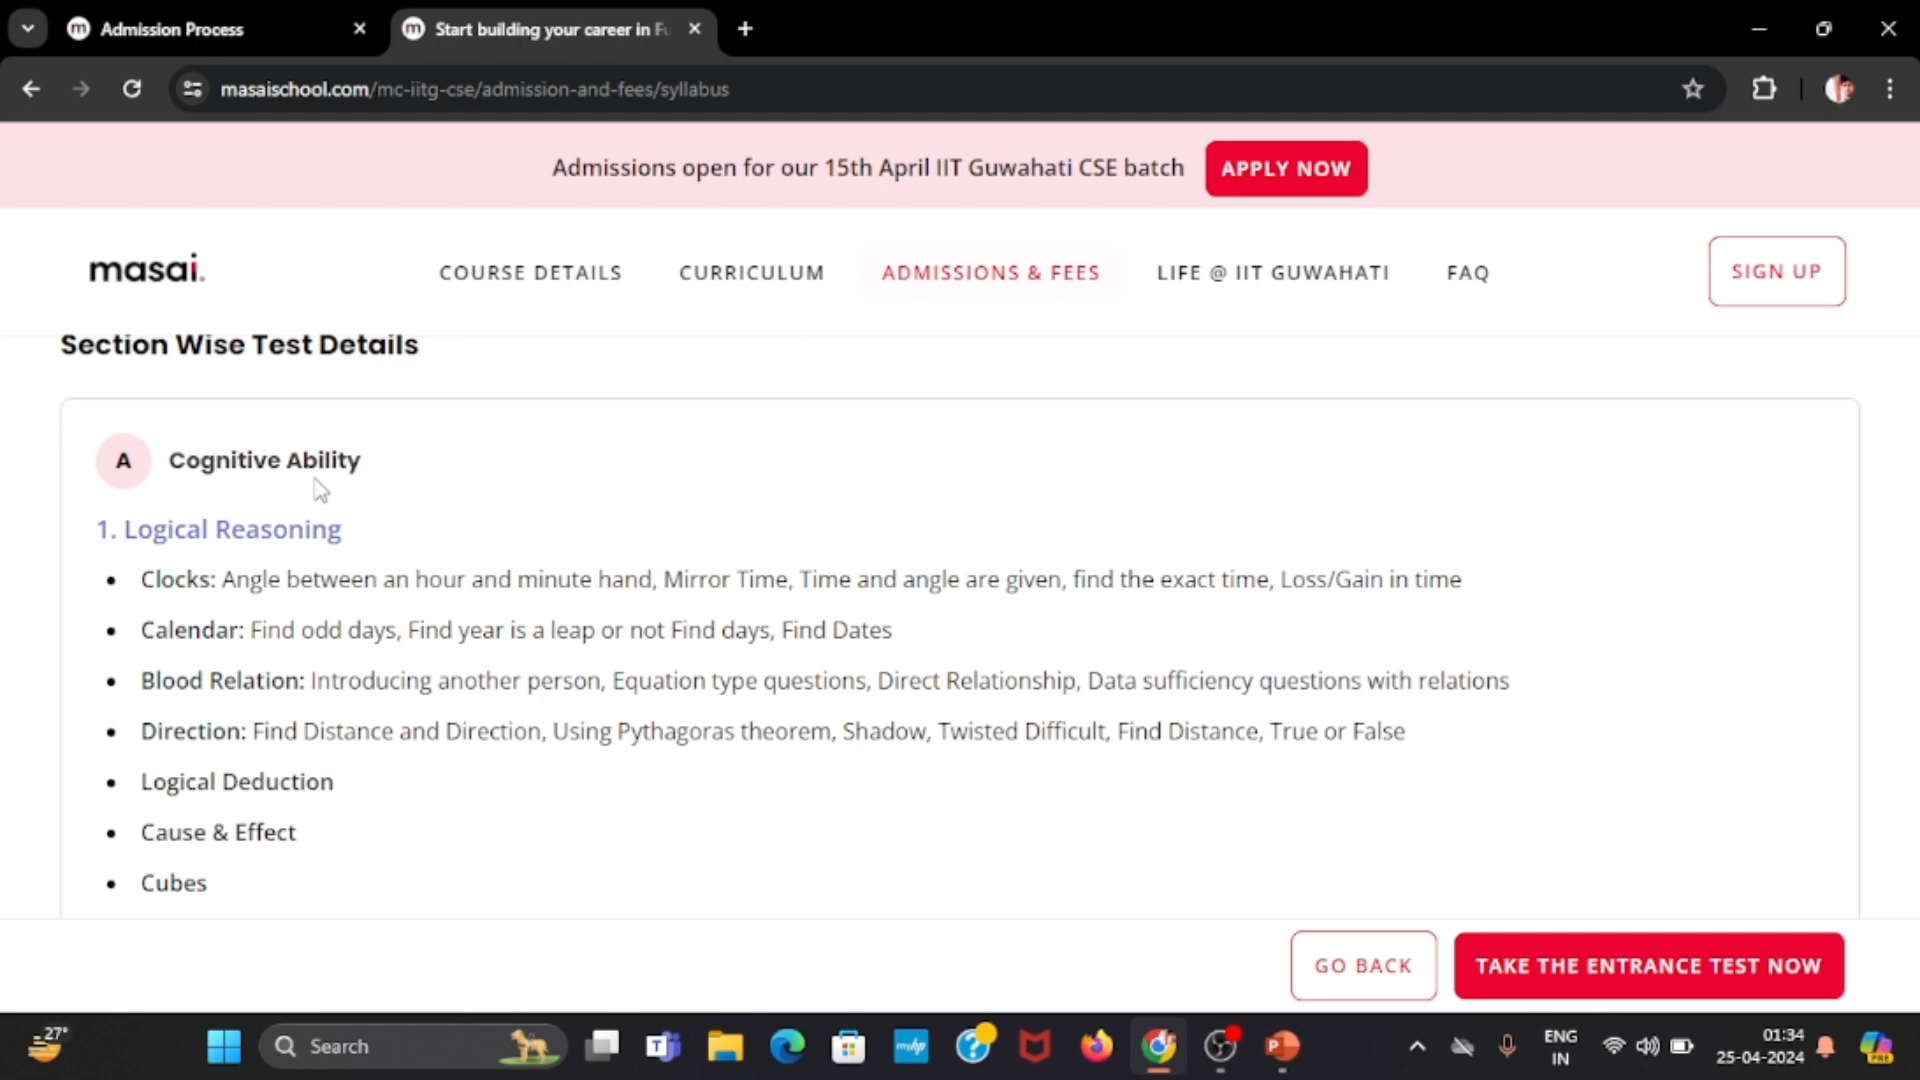 Admission Process
Start building your career in Fu
masaischool.com/mc-iitg-cse/admission-and-fees/syllabus
Admissions open for our 15th April IIT Guwahati CSE batch
APPLY NOW
masai.
COURSE DETAILS
CURRICULUM
ADMISSIONS & FEES
LIFE @ IIT GUWAHATI
FAQ
SIGN UP
Section Wise Test Details
A Cognitive Ability
1. Logical Reasoning
• Clocks: Angle between an hour and minute hand, Mirror Time, Time and angle are given, find the exact time, Loss/Gain in time
• Calendar: Find odd days, Find year is a leap or not Find days, Find Dates
• Blood Relation: Introducing another person, Equation type questions, Direct Relationship, Data sufficiency questions with relations
• Direction: Find Distance and Direction, Using Pythagoras theorem, Shadow, Twisted Difficult, Find Distance, True or False
• Logical Deduction
• Cause & Effect
• Cubes
GO BACK
TAKE THE ENTRANCE TEST NOW
27°
Search
myhp
ENG
IN
01:34
25-04-2024
PRE